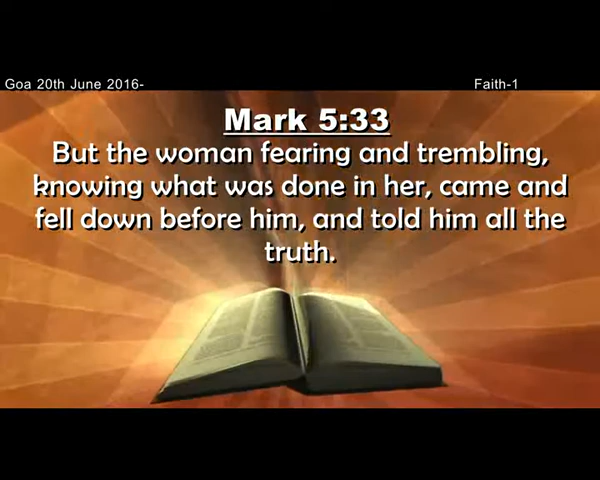 Goa 20th June 2016- Faith-1
Mark 5:33
But the woman fearing and trembling,
knowing what was done in her, came and
fell down before him, and told him all the
truth.